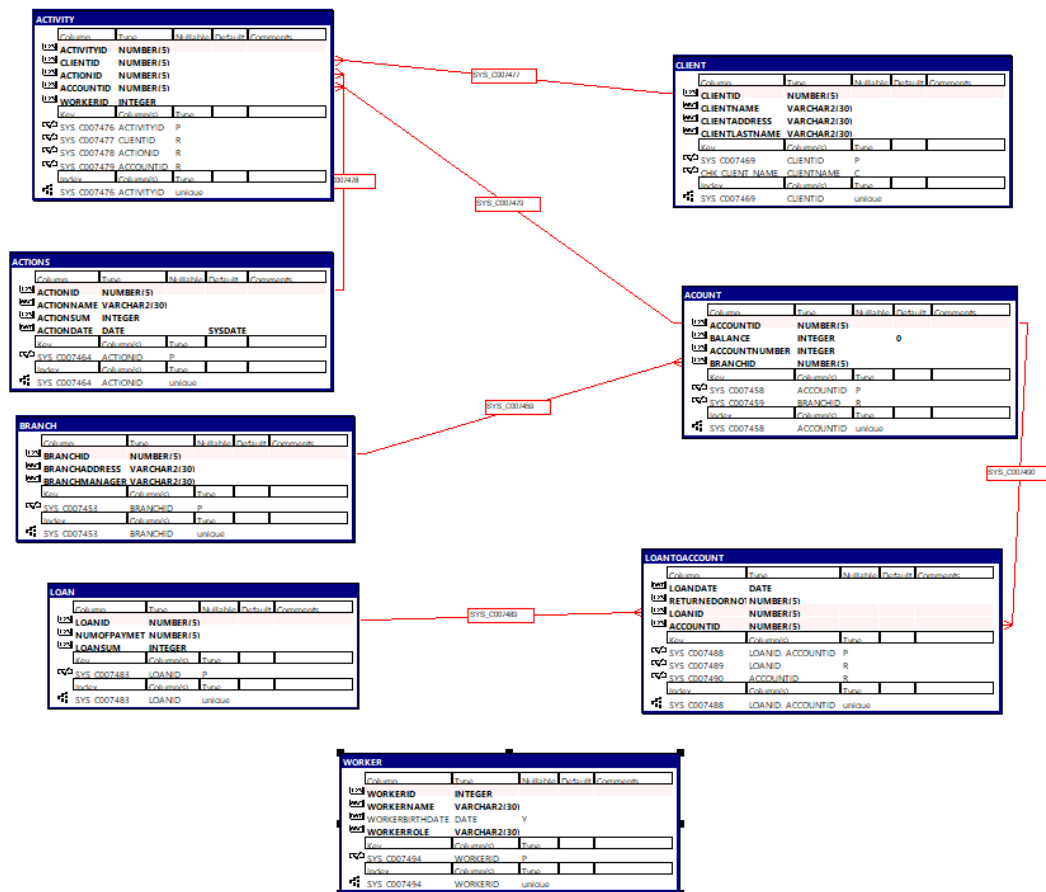 ACTIVITY
Column Type Nullable Default Comments
ACTIVITYID NUMBER(5)
CLIENTID NUMBER(5)
ACTIONID NUMBER(5)
ACCOUNTID NUMBER(5)
WORKERID INTEGER
Key Column(s) Type
SYS_C007476 ACTIVITYID P
SYS_C007477 CLIENTID R
SYS_C007478 ACTIONID R
SYS_C007479 ACCOUNTID R
Index Column(s) Type
SYS_C007476 ACTIVITYID unique
SYS_C007477
CLIENT
Column Type Nullable Default Comments
CLIENTID NUMBER(5)
CLIENTNAME VARCHAR2(30)
CLIENTADDRESS VARCHAR2(30)
CLIENTLASTNAME VARCHAR2(30)
Key Column(s) Type
SYS_C007469 CLIENTID P
CHK_CLIENT_NAME CLIENTNAME C
Index Column(s) Type
SYS_C007469 CLIENTID unique
C007478
SYS_C007479
ACTIONS
Column Type Nullable Default Comments
ACTIONID NUMBER(5)
ACTIONNAME VARCHAR2(30)
ACTIONSUM INTEGER
ACTIONDATE DATE SYSDATE
Key Column(s) Type
SYS_C007464 ACTIONID P
Index Column(s) Type
SYS_C007464 ACTIONID unique
ACOUNT
Column Type Nullable Default Comments
ACCOUNTID NUMBER(5)
BALANCE INTEGER 0
ACCOUNTNUMBER INTEGER
BRANCHID NUMBER(5)
Key Column(s) Type
SYS_C007458 ACCOUNTID P
SYS_C007459 BRANCHID R
Index Column(s) Type
SYS_C007458 ACCOUNTID unique
SYS_C007459
BRANCH
Column Type Nullable Default Comments
BRANCHID NUMBER(5)
BRANCHADDRESS VARCHAR2(30)
BRANCHMANAGER VARCHAR2(30)
Key Column(s) Type
SYS_C007453 BRANCHID P
Index Column(s) Type
SYS_C007453 BRANCHID unique
SYS_C007490
LOAN
Column Type Nullable Default Comments
LOANID NUMBER(5)
NUMOFPAYMET NUMBER(5)
LOANSUM INTEGER
Key Column(s) Type
SYS_C007483 LOANID P
Index Column(s) Type
SYS_C007483 LOANID unique
SYS_C007489
LOANTOACCOUNT
Column Type Nullable Default Comments
LOANDATE DATE
RETURNEDORNOT NUMBER(5)
LOANID NUMBER(5)
ACCOUNTID NUMBER(5)
Key Column(s) Type
SYS_C007488 LOANID, ACCOUNTID P
SYS_C007489 LOANID R
SYS_C007490 ACCOUNTID R
Index Column(s) Type
SYS_C007488 LOANID, ACCOUNTID unique
WORKER
Column Type Nullable Default Comments
WORKERID INTEGER
WORKERNAME VARCHAR2(30)
WORKERBIRTHDATE DATE Y
WORKERROLE VARCHAR2(30)
Key Column(s) Type
SYS_C007494 WORKERID P
Index Column(s) Type
SYS_C007494 WORKERID unique